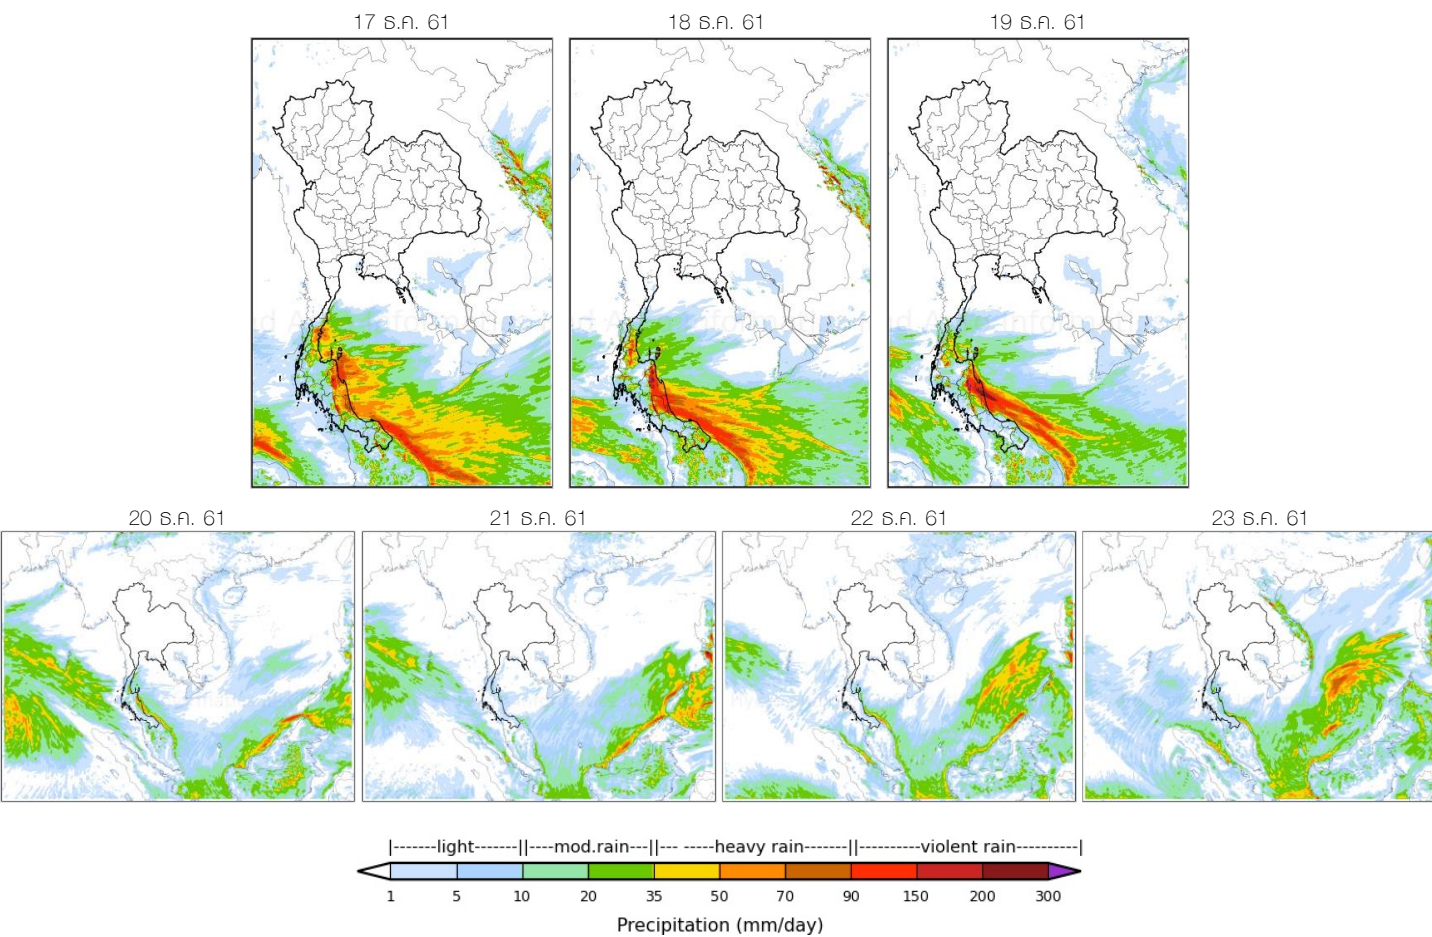 17 ธ.ค. 61
18 ธ.ค. 61
19 ธ.ค. 61
20 ธ.ค. 61
21 ธ.ค. 61
22 ธ.ค. 61
23 ธ.ค. 61
|-------light-------||----mod.rain---||--- -----heavy rain-------||----------violent rain-----------|
1 5 10 20 35 50 70 90 150 200 300
Precipitation (mm/day)